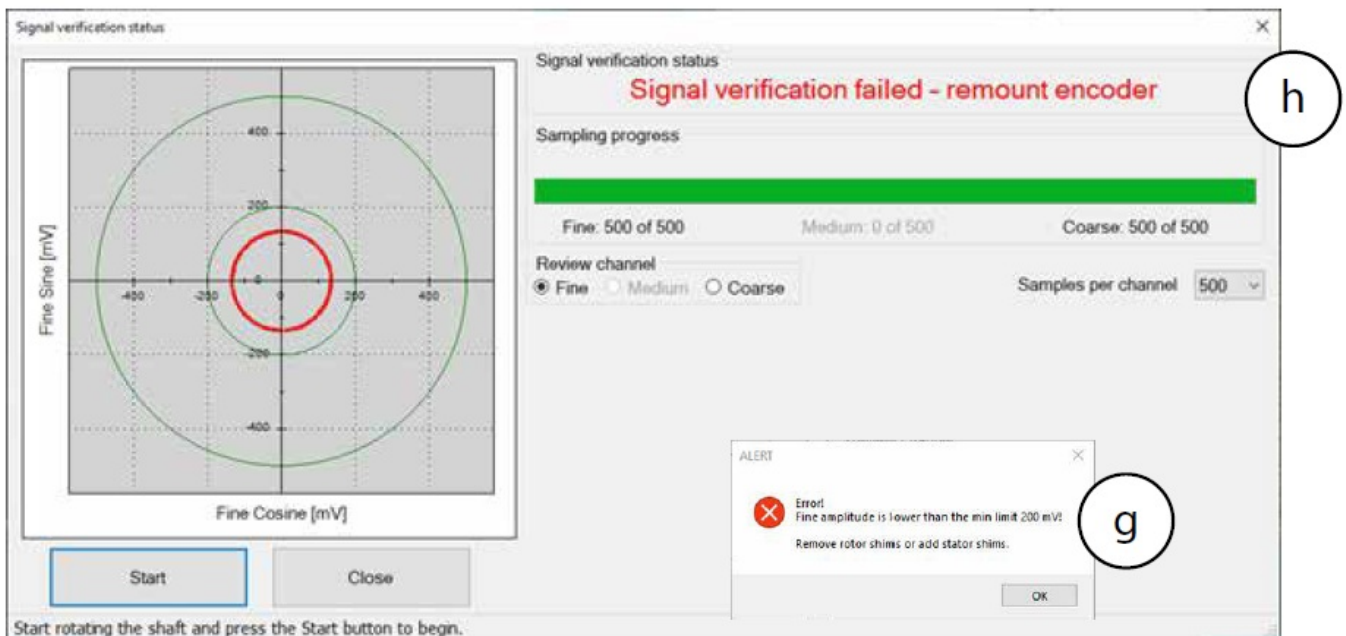 Signal verification status
Signal verification status
Signal verification failed - remount encoder
h
Sampling progress
Fine: 500 of 500
Medium: 0 of 500
Coarse: 500 of 500
Review channel
Fine
Medium
Coarse
Samples per channel
500
400
200
0
-400
-200
0
200
400
-200
-400
Fine Sine [mV]
Fine Cosine [mV]
ALERT
Error!
Fine amplitude is lower than the min limit 200 mV!
Remove rotor shims or add stator shims.
OK
g
Start
Close
Start rotating the shaft and press the Start button to begin.